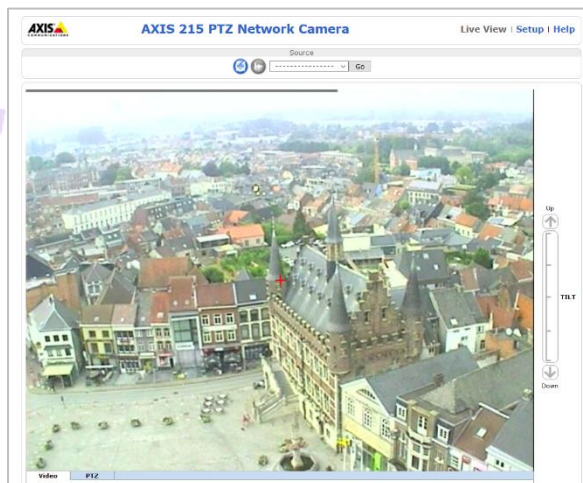 AXIS
COMMUNICATIONS
AXIS 215 PTZ Network Camera
Live View | Setup | Help
Source
---------------- Go
Up
TILT
Down
Video PTZ